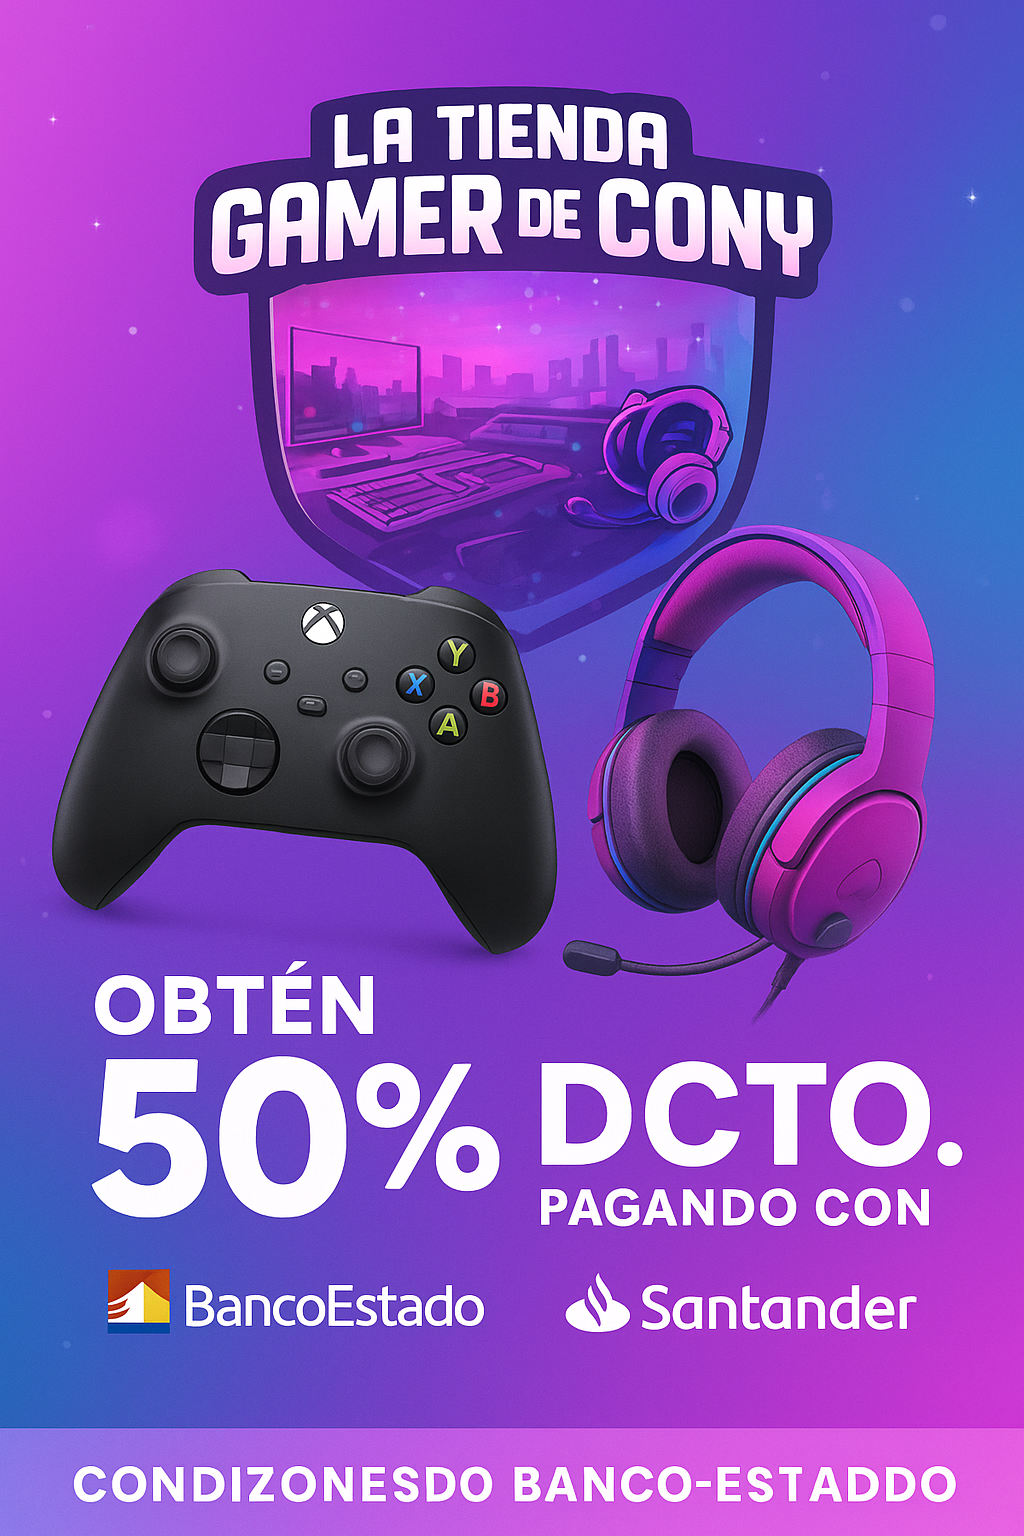 LA TIENDA
GAMER DE CONY
Y
X
B
A
OBTÉN
50% DCTO.
PAGANDO CON
BancoEstado
Santander
CONDIZONESDO BANCO-ESTADDO